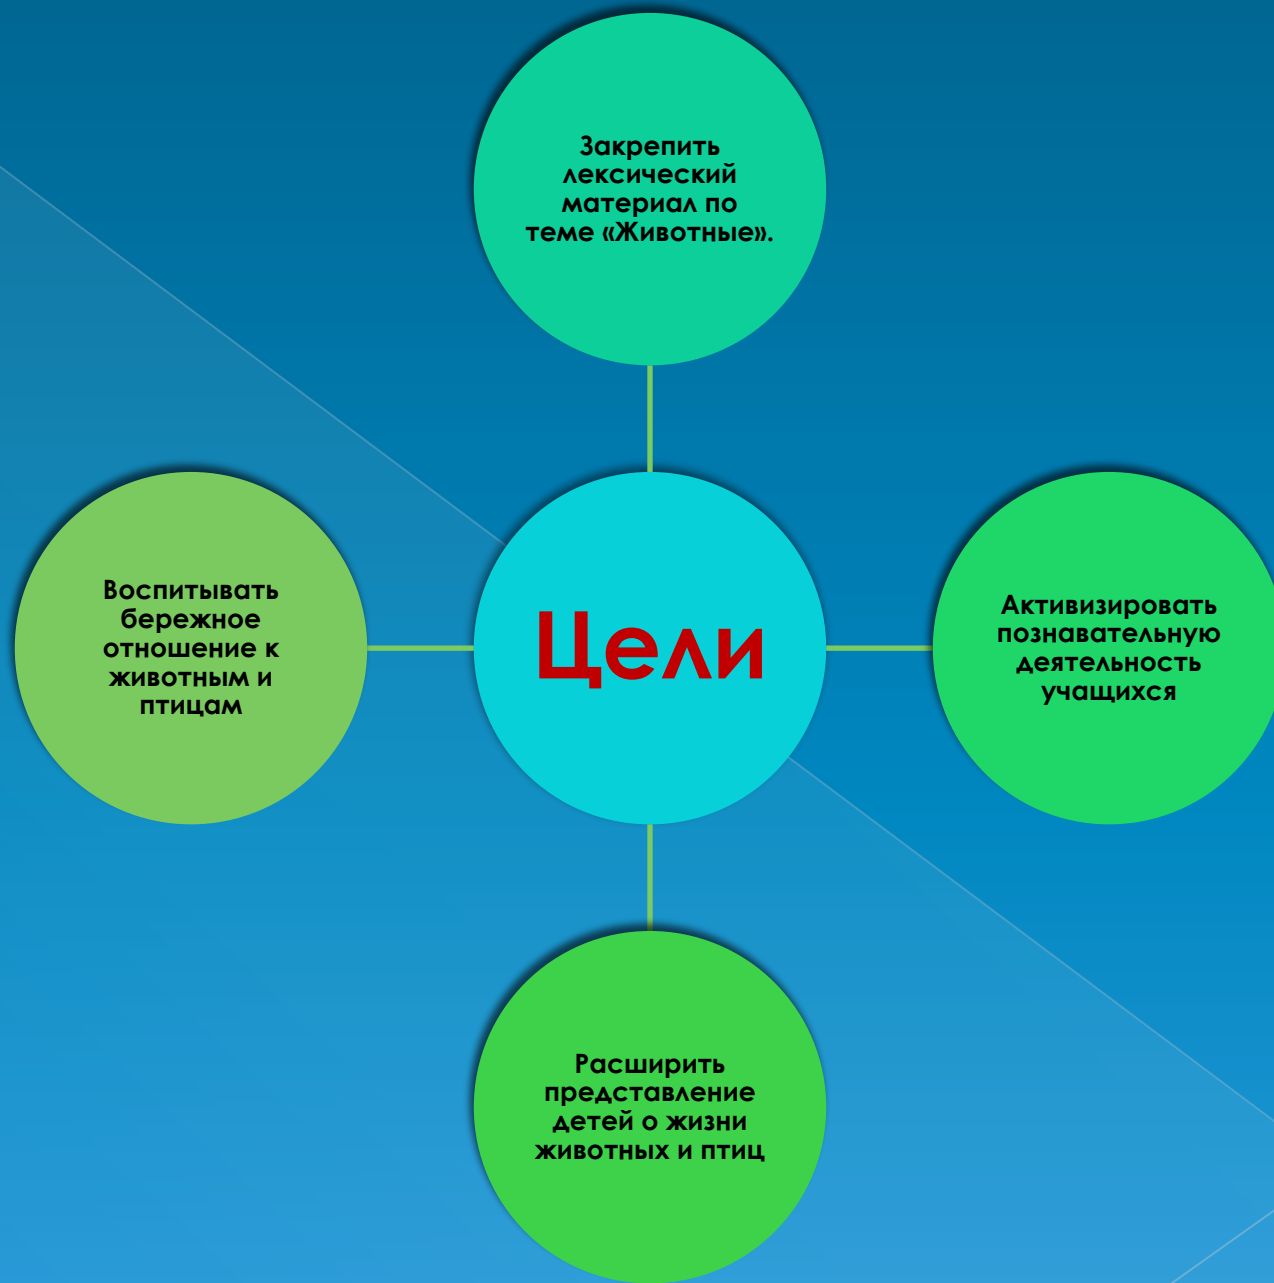 Закрепить
лексический
материал по
теме «Животные».
Воспитывать
бережное
отношение к
животным и
птицам
Цели
Активизировать
познавательную
деятельность
учащихся
Расширить
представление
детей о жизни
животных и птиц